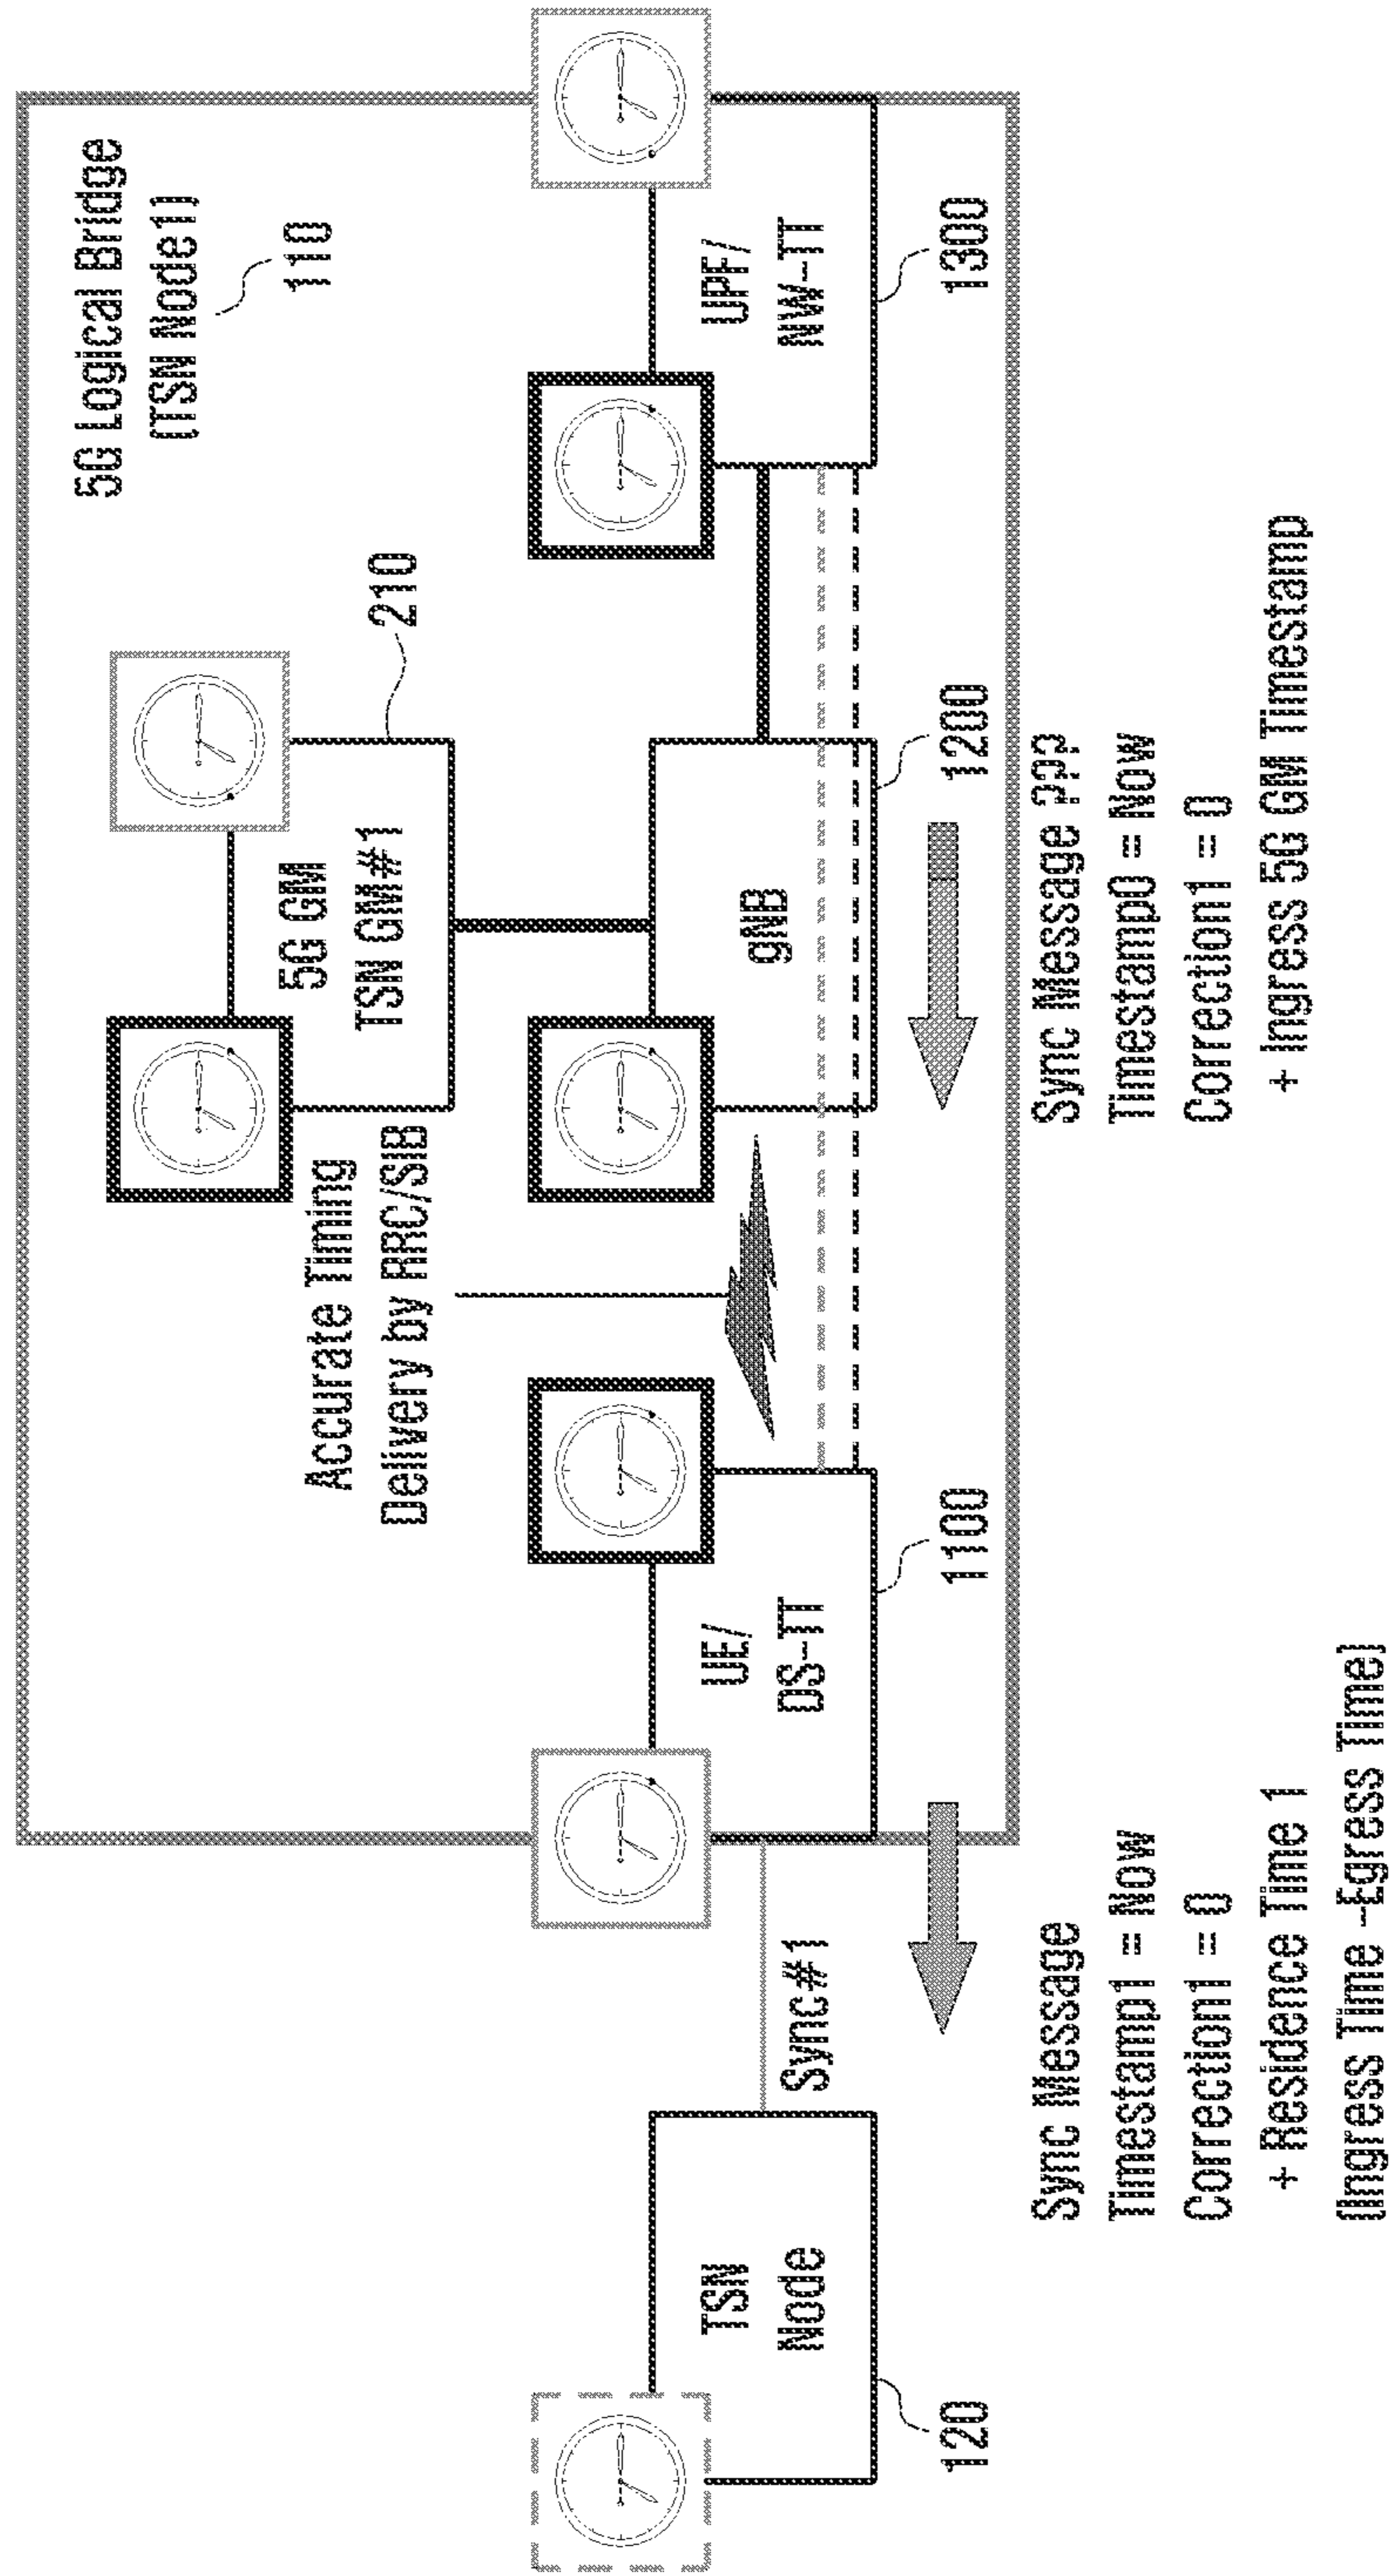 5G Logical Bridge
(TSN Node1)
110
5G GM
TSN GM#1
210
Accurate Timing
Delivery by RRC/SIB
TSN
Node
120
Sync#1
UE/
DS-TT
1100
gNB
1200
UPF/
NW-TT
1300
Sync Message
Timestamp1 = Now
Correction1 = 0
+ Residence Time 1
(Ingress Time -Egress Time)
Sync Message ???
Timestamp0 = Now
Correction1 = 0
+ Ingress 5G GM Timestamp